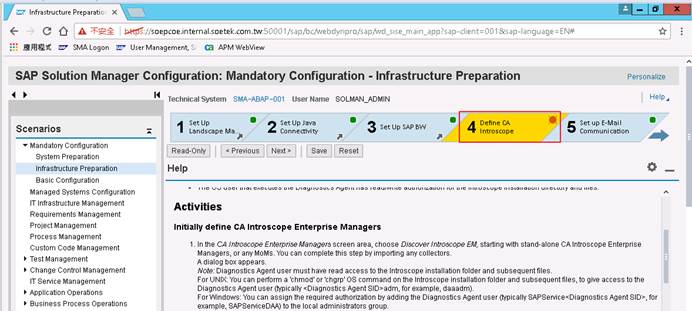 Infrastructure Preparation
不安全
https://soepcoe.internal.soetek.com.tw:50001/sap/bc/webdynpro/sap/wd_sise_main_app?sap-client=001&sap-language=EN#
應用程式
SMA Logon
User Management, S
APM WebView
SAP Solution Manager Configuration: Mandatory Configuration - Infrastructure Preparation
Personalize
Technical System SMA-ABAP-001 User Name SOLMAN_ADMIN
Help
1 Set Up Landscape Ma...
2 Set Up Java Connectivity
3 Set Up SAP BW
4 Define CA Introscope
5 Set up E-Mail Communication
Read-Only
< Previous
Next >
Save
Reset
Scenarios
Mandatory Configuration
System Preparation
Infrastructure Preparation
Basic Configuration
Managed Systems Configuration
IT Infrastructure Management
Requirements Management
Project Management
Process Management
Custom Code Management
Test Management
Change Control Management
IT Service Management
Application Operations
Business Process Operations
Help
The OS user that executes the Diagnostics Agent has read/write authorization for the Introscope installation directory and files.
Activities
Initially define CA Introscope Enterprise Managers
1. In the CA Introscope Enterprise Managers screen area, choose Discover Introscope EM, starting with stand-alone CA Introscope Enterprise
Managers, or any MoMs. You can complete this step by importing any collectors.
A dialog box appears.
Note: Diagnostics Agent user must have read access to the Introscope installation folder and subsequent files.
For UNIX: You can perform a 'chmod' or 'chgrp' OS command on the Introscope installation folder and subsequent files, to give access to the
Diagnostics Agent user (typically <Diagnostics Agent SID>adm, for example, daaadm).
For Windows: You can assign the required authorization by adding the Diagnostics Agent user (typically SAPService<Diagnostics Agent SID>, for
example, SAPServiceDAA) to the local administrators group.